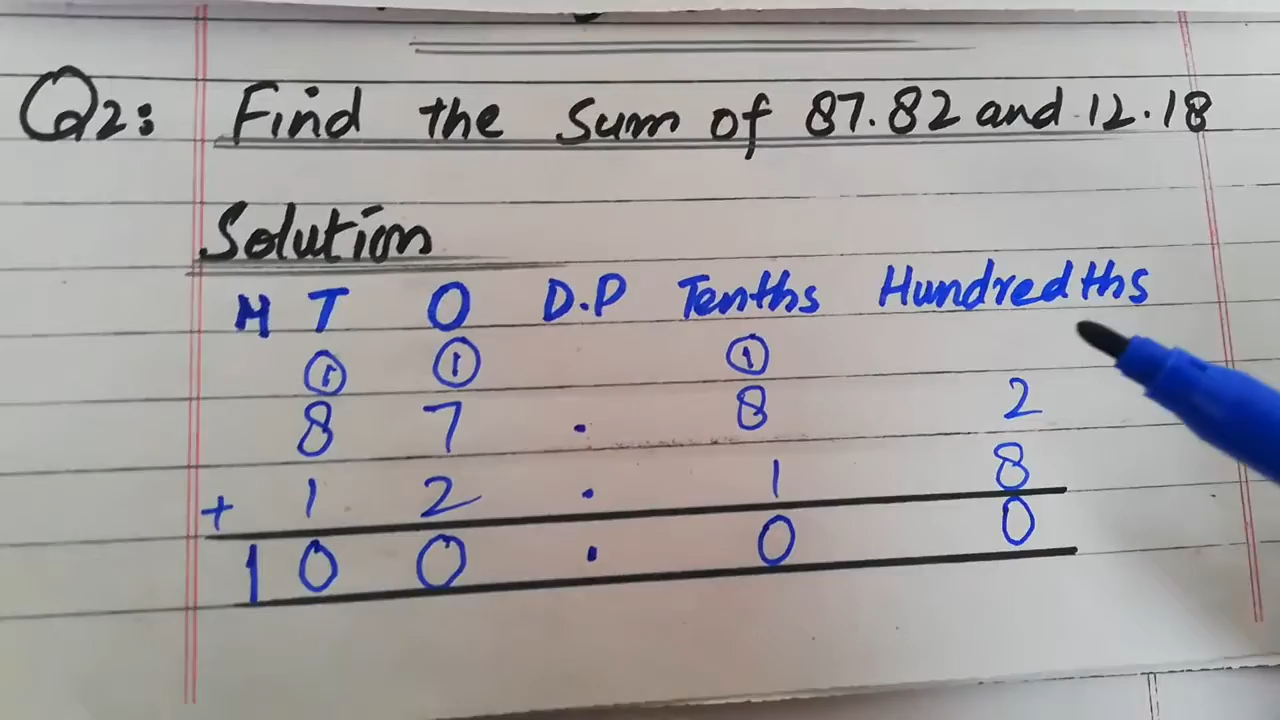 Q2: Find the sum of 87.82 and 12.18
Solution
H T O D.P Tenths Hundredths
1 1 1
8 7 . 8 2
+ 1 2 . 1 8
1 0 0 . 0 0